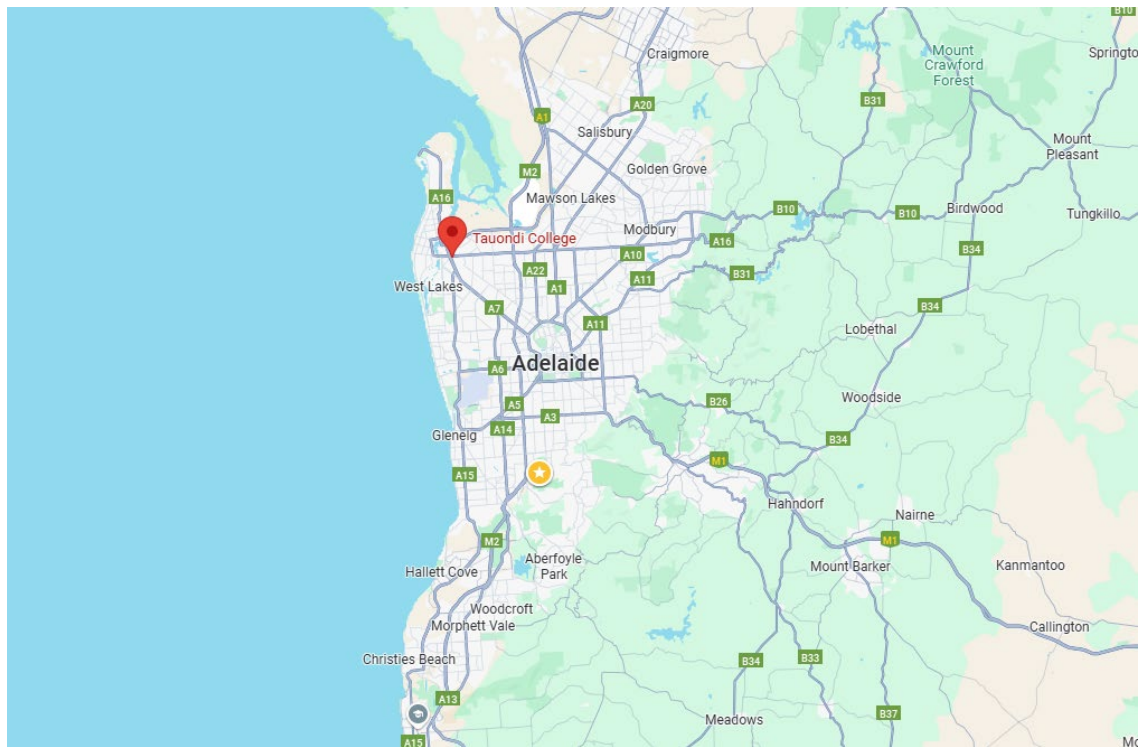 B10
Craigmore
Springto
Mount
Crawford
Forest
B31
A20
A1
Salisbury
Mount
Pleasant
Golden Grove
M2
A16
Mawson Lakes
B10
B10
Birdwood
Tungkillo
Modbury
Tauondi College
A16
A10
B34
A22
B31
A11
West Lakes
A1
A7
B34
A11
Lobethal
Adelaide
A6
Woodside
B26
A5
A3
A14
Glenelg
B34
M1
A15
Hahndorf
Nairne
M2
M1
Aberfoyle
Park
Hallett Cove
Mount Barker
Kanmantoo
Woodcroft
Morphett Vale
Callington
Christies Beach
B34
B33
A13
B37
Meadows
A15
A15
Mo